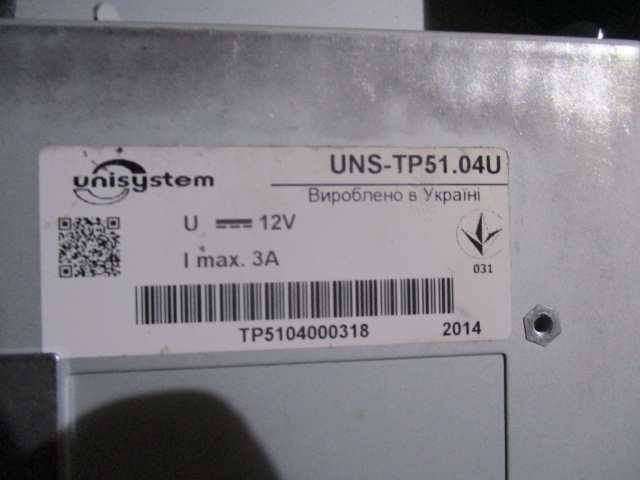 unisystem
UNS-TP51.04U
Вироблено в Україні
U 12V
I max. 3A
031
TP5104000318
2014